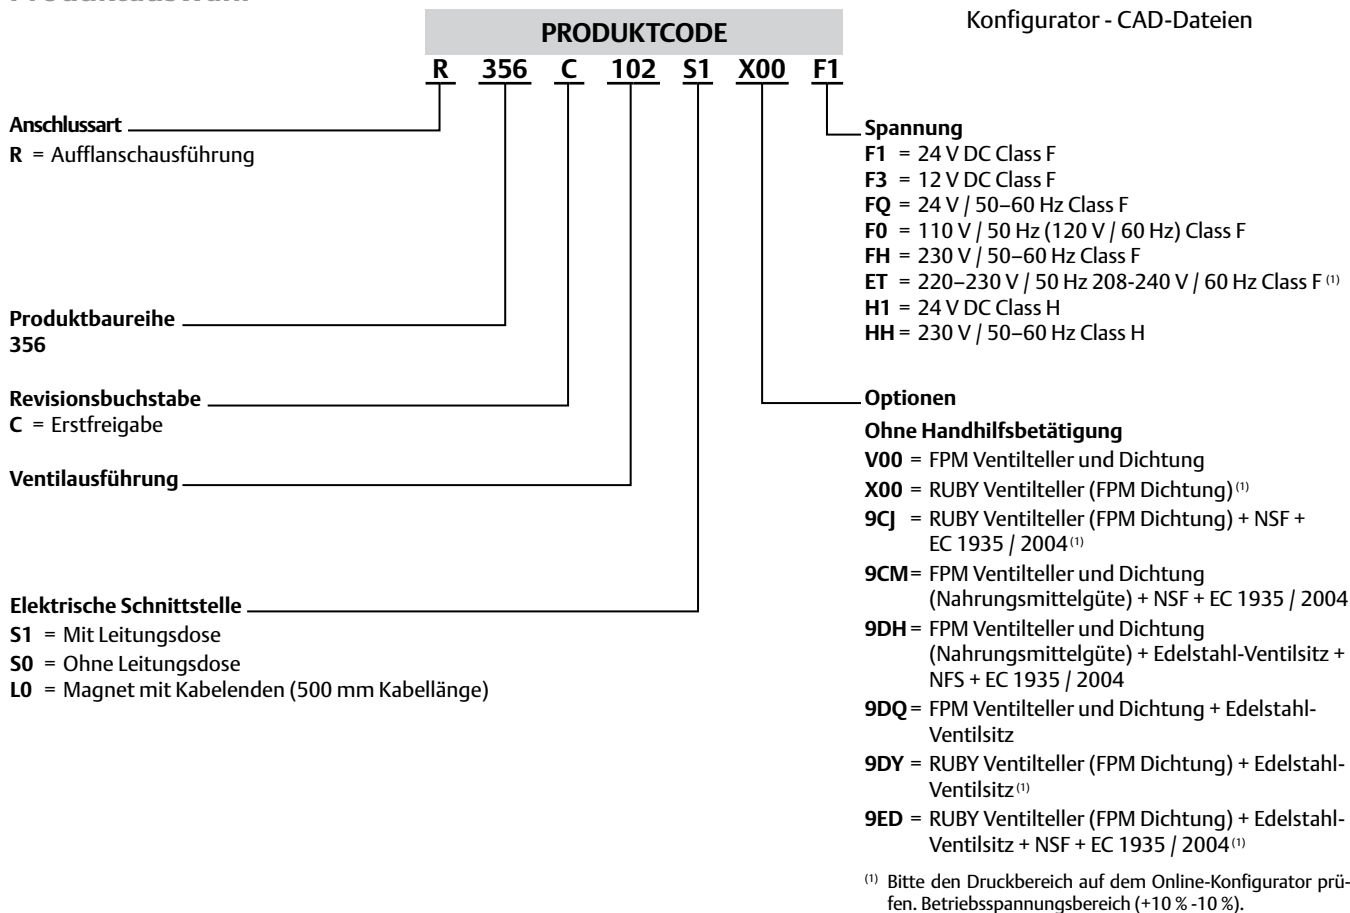 PRODUKTCODE
R 356 C 102 S1 X00 F1
Konfigurator - CAD-Dateien
Anschlussart
R = Aufflanschausführung
Produktbaureihe
356
Revisionsbuchstabe
C = Erstfreigabe
Ventilausführung
Elektrische Schnittstelle
S1 = Mit Leitungsdose
S0 = Ohne Leitungsdose
L0 = Magnet mit Kabelenden (500 mm Kabellänge)
Spannung
F1 = 24 V DC Class F
F3 = 12 V DC Class F
FQ = 24 V / 50–60 Hz Class F
F0 = 110 V / 50 Hz (120 V / 60 Hz) Class F
FH = 230 V / 50–60 Hz Class F
ET = 220–230 V / 50 Hz 208-240 V / 60 Hz Class F (1)
H1 = 24 V DC Class H
HH = 230 V / 50–60 Hz Class H
Optionen
Ohne Handhilfsbetätigung
V00 = FPM Ventilteller und Dichtung
X00 = RUBY Ventilteller (FPM Dichtung) (1)
9CJ = RUBY Ventilteller (FPM Dichtung) + NSF +
EC 1935 / 2004 (1)
9CM = FPM Ventilteller und Dichtung
(Nahrungsmittelgüte) + NSF + EC 1935 / 2004
9DH = FPM Ventilteller und Dichtung
(Nahrungsmittelgüte) + Edelstahl-Ventilsitz +
NFS + EC 1935 / 2004
9DQ = FPM Ventilteller und Dichtung + Edelstahl-
Ventilsitz
9DY = RUBY Ventilteller (FPM Dichtung) + Edelstahl-
Ventilsitz (1)
9ED = RUBY Ventilteller (FPM Dichtung) + Edelstahl-
Ventilsitz + NSF + EC 1935 / 2004 (1)
(1) Bitte den Druckbereich auf dem Online-Konfigurator prü-
fen. Betriebsspannungsbereich (+10 % -10 %).